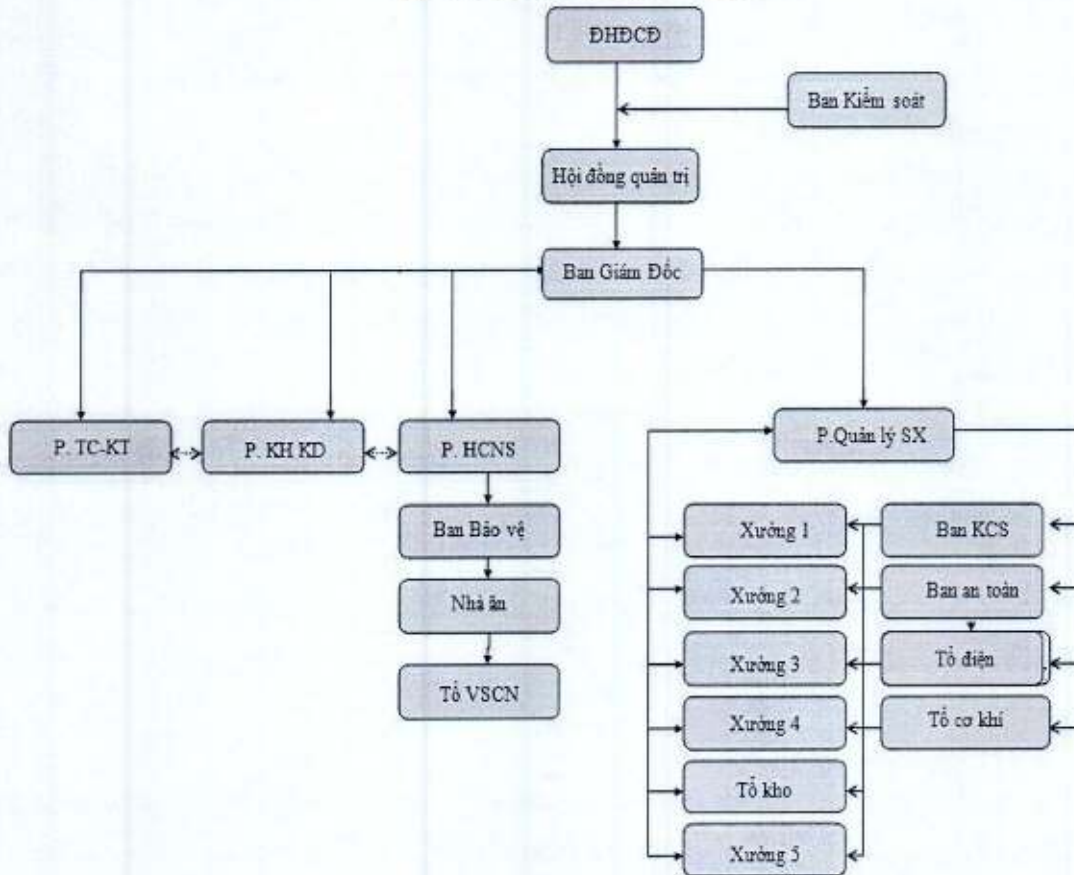 ĐHĐCĐ
Ban Kiểm soát
Hội đồng quản trị
Ban Giám Đốc
P. TC-KT
P. KH KD
P. HCNS
P.Quản lý SX
Ban Bảo vệ
Nhà ăn
Tổ VSCN
Xưởng 1
Ban KCS
Xưởng 2
Ban an toàn
Xưởng 3
Tổ điện
Xưởng 4
Tổ cơ khí
Tổ kho
Xưởng 5